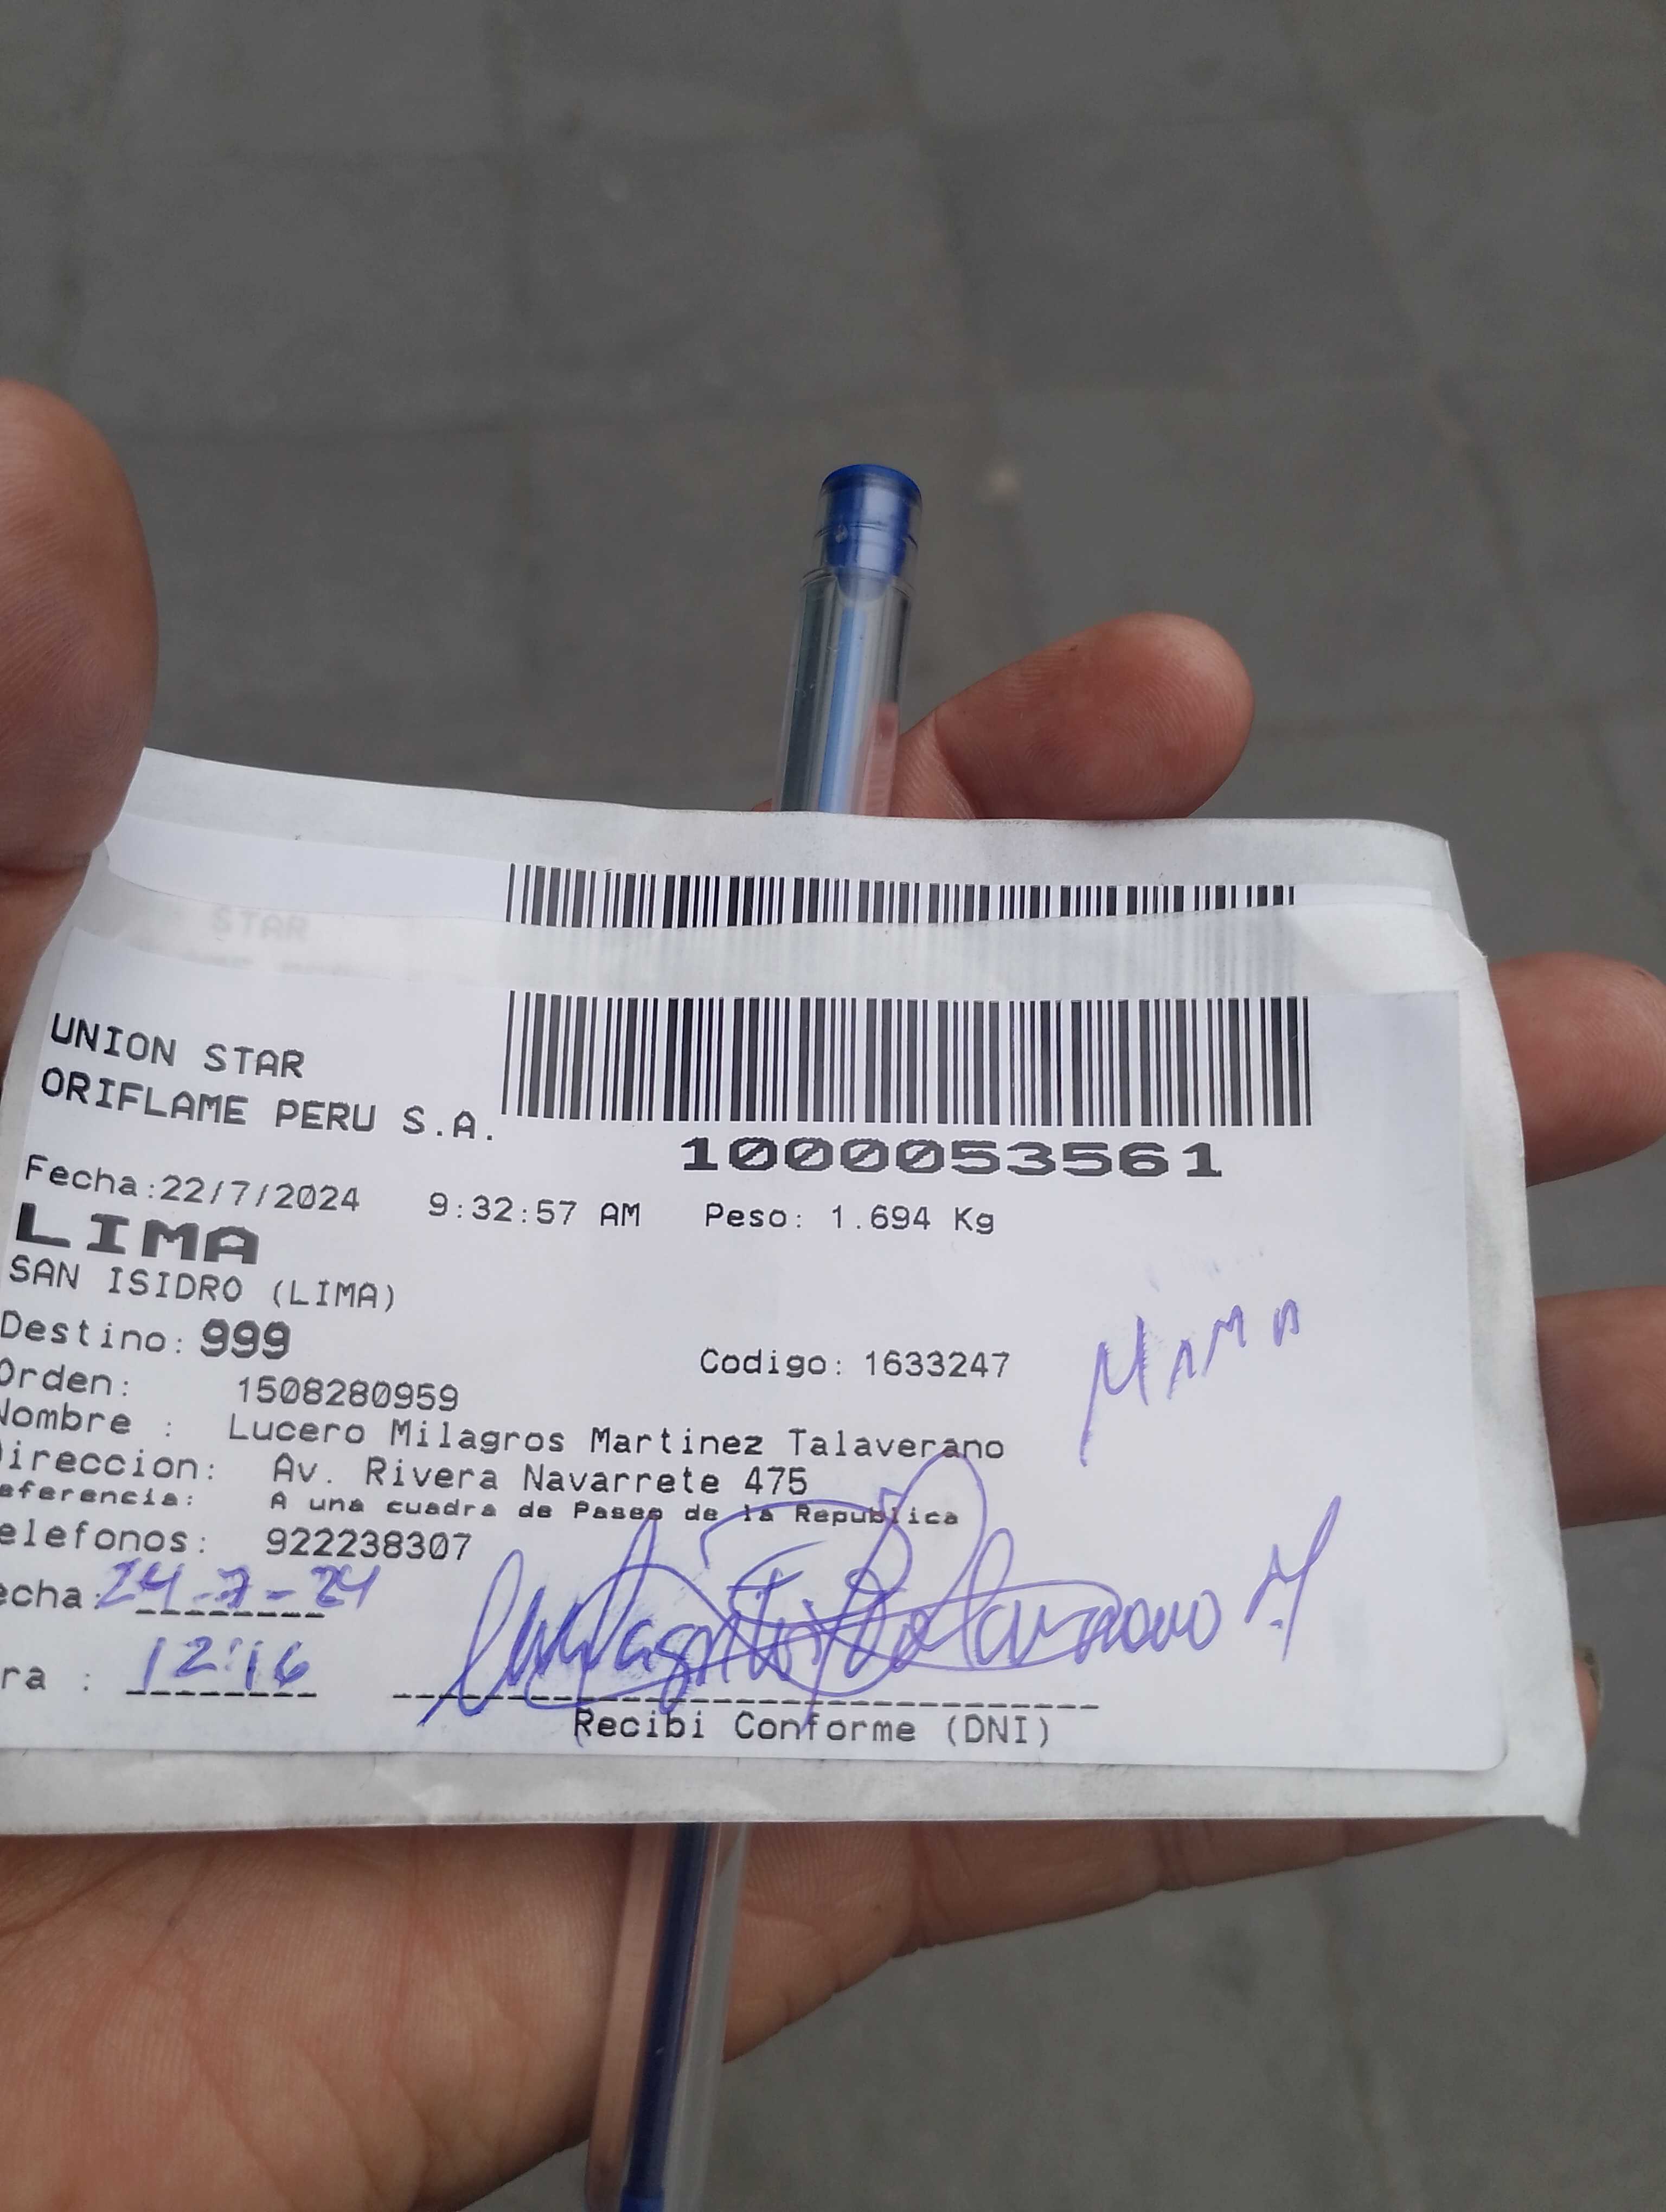 STAR
UNION STAR
ORIFLAME PERU S.A.
1000053561
Fecha:22/7/2024 9:32:57 AM Peso: 1.694 Kg
LIMA
SAN ISIDRO (LIMA)
Destino: 999
Codigo: 1633247
MAMA
Orden: 1508280959
Nombre : Lucero Milagros Martinez Talaverano
Direccion: Av. Rivera Navarrete 475
eferencia: A una cuadra de Paseo de la Republica
elefonos: 922238307
echa: 24-7-24
ra : 12:16
Recibi Conforme (DNI)